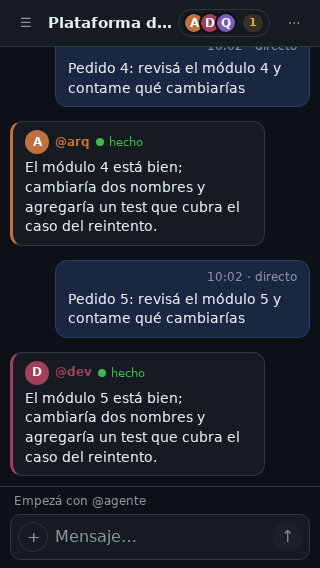 ☰ Plataforma d… A D Q 1 ⋯
10:02 · directo
Pedido 4: revisá el módulo 4 y
contame qué cambiarías
A @arq hecho
El módulo 4 está bien;
cambiaría dos nombres y
agregaría un test que cubra el
caso del reintento.
10:02 · directo
Pedido 5: revisá el módulo 5 y
contame qué cambiarías
D @dev hecho
El módulo 5 está bien;
cambiaría dos nombres y
agregaría un test que cubra el
caso del reintento.
Empezá con @agente
+ Mensaje… ↑